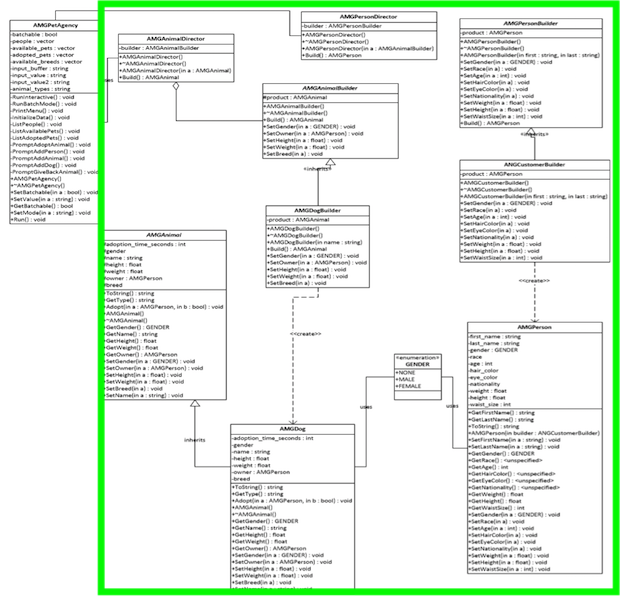 AMGPetAgency
-batchable : bool
-people : vector
-available_pets : vector
-adopted_pets : vector
-available_breeds : vector
-input_buffer : string
-input_value : string
-input_value2 : string
-animal_types : string
-RunInteractive() : void
-RunBatchMode() : void
-PrintMenu() : void
-InitializeData() : void
-ListPeople() : void
-ListAvailablePets() : void
-ListAdoptedPets() : void
-PromptAdoptAnimal() : void
-PromptAddPerson() : void
-PromptAddAnimal() : void
-PromptAddDog() : void
-PromptGiveBackAnimal() : void
+AMGPetAgency()
+~AMGPetAgency()
+SetBatchable(in a : bool) : void
+SetValue(in a : string) : void
+GetBatchable() : bool
+SetMode(in a : string) : void
+Run() : void
AMGAnimalDirector
-builder : AMGAnimalBuilder
+AMGAnimalDirector()
+~AMGAnimalDirector()
+AMGAnimalDirector(in a : AMGAnimal)
+Build() : AMGAnimal
AMGPersonDirector
-builder : AMGPersonBuilder
+AMGPersonDirector()
+~AMGPersonDirector()
+AMGPersonDirector(in a : AMGAnimalBuilder)
+Build() : AMGPerson
AMGPersonBuilder
-product : AMGPerson
+AMGPersonBuilder()
+~AMGPersonBuilder()
+AMGPersonBuilder(in first : string, in last : string)
+SetGender(in a : GENDER) : void
+SetRace(in a) : void
+SetAge(in a : int) : void
+SetHairColor(in a) : void
+SetEyeColor(in a) : void
+SetNationality(in a) : void
+SetWeight(in a : float) : void
+SetHeight(in a : float) : void
+SetWaistSize(in a : int) : void
+Build() : AMGPerson
AMGAnimalBuilder
#product : AMGAnimal
+AMGAnimalBuilder()
+~AMGAnimalBuilder()
+Build() : AMGAnimal
+SetGender(in a : GENDER) : void
+SetOwner(in a : AMGPerson) : void
+SetHeight(in a : float) : void
+SetWeight(in a : float) : void
+SetBreed(in a) : void
<inherits>
<inherits>
ANGCustomerBuilder
-product : AMGPerson
+AMGCustomerBuilder()
+~AMGCustomerBuilder()
+AMGCustomerBuilder(in first : string, in last : string)
+SetGender(in a : GENDER) : void
+SetRace(in a) : void
+SetAge(in a : int) : void
+SetHairColor(in a) : void
+SetEyeColor(in a) : void
+SetNationality(in a) : void
+SetWeight(in a : float) : void
+SetHeight(in a : float) : void
+SetWaistSize(in a : int) : void
AMGDogBuilder
-product : AMGAnimal
+AMGDogBuilder()
+~AMGDogBuilder()
+AMGDogBuilder(in name : string)
+Build() : AMGAnimal
+SetGender(in a : GENDER) : void
+SetOwner(in a : AMGPerson) : void
+SetHeight(in a : float) : void
+SetWeight(in a : float) : void
+SetBreed(in a) : void
AMGAnimal
#adoption_time_seconds : int
#gender
#name : string
#height : float
#weight : float
#owner : AMGPerson
#breed
+ToString() : string
+GetType() : string
+Adopt(in a : AMGPerson, in b : bool) : void
+AMGAnimal()
+~AMGAnimal()
+GetGender() : GENDER
+GetName() : string
+GetHeight() : float
+GetWeight() : float
+GetOwner() : AMGPerson
+SetGender(in a : GENDER) : void
+SetOwner(in a : AMGPerson) : void
+SetHeight(in a : float) : void
+SetWeight(in a : float) : void
+SetBreed(in a) : void
+SetName(in a : string) : void
<<create>>
<<create>>
<enumeration>
GENDER
+NONE
+MALE
+FEMALE
uses
uses
inherits
AMGPerson
-first_name : string
-last_name : string
-gender : GENDER
-race
-age : int
-hair_color
-eye_color
-nationality
-weight : float
-height : float
-waist_size : int
+GetFirstName() : string
+GetLastName() : string
+ToString() : string
+AMGPerson(in builder : ANGCustomerBuilder)
+SetFirstName(in a : string) : void
+SetLastName(in a : string) : void
+GetGender() : GENDER
+GetRace() : <unspecified>
+GetAge() : int
+GetHairColor() : <unspecified>
+GetEyeColor() : <unspecified>
+GetNationality() : <unspecified>
+GetWeight() : float
+GetHeight() : float
+GetWaistSize() : int
+SetGender(in a : GENDER) : void
+SetRace(in a) : void
+SetAge(in a : int) : void
+SetHairColor(in a) : void
+SetEyeColor(in a) : void
+SetNationality(in a) : void
+SetWeight(in a : float) : void
+SetHeight(in a : float) : void
+SetWaistSize(in a : int) : void
AMGDog
-adoption_time_seconds : int
-gender
-name : string
-height : float
-weight : float
-owner : AMGPerson
-breed
+ToString() : string
+GetType() : string
+Adopt(in a : AMGPerson, in b : bool) : void
+AMGAnimal()
+~AMGAnimal()
+GetGender() : GENDER
+GetName() : string
+GetHeight() : float
+GetWeight() : float
+GetOwner() : AMGPerson
+SetGender(in a : GENDER) : void
+SetOwner(in a : AMGPerson) : void
+SetHeight(in a : float) : void
+SetWeight(in a : float) : void
+SetBreed(in a) : void